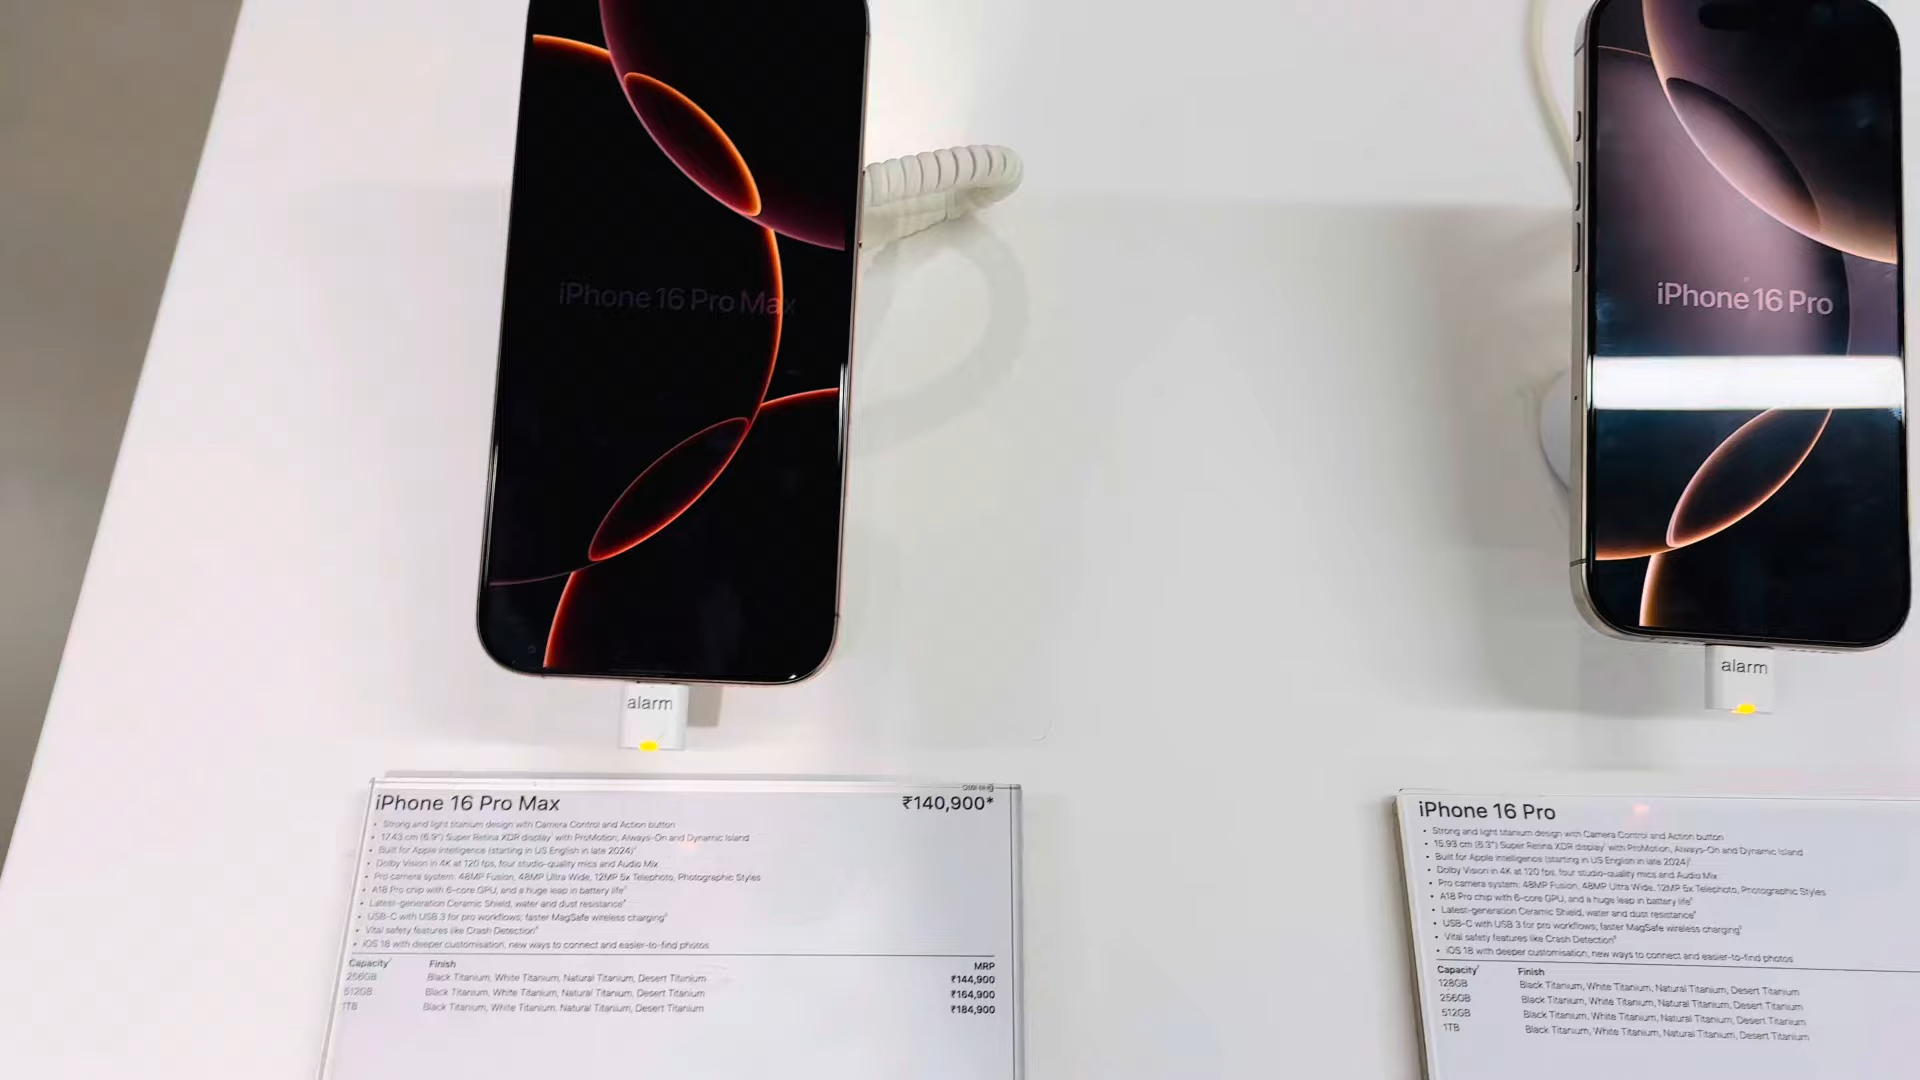 iPhone 16 Pro Max
iPhone 16 Pro
alarm
alarm
iPhone 16 Pro Max
₹140,900*
• Strong and light titanium design with Camera Control and Action button
• 17.43 cm (6.9") Super Retina XDR display¹ with ProMotion, Always-On and Dynamic Island
• Built for Apple Intelligence (starting in US English in late 2024)²
• Dolby Vision in 4K at 120 fps, four studio-quality mics and Audio Mix
• Pro camera system: 48MP Fusion, 48MP Ultra Wide, 12MP 5x Telephoto, Photographic Styles
• A18 Pro chip with 6-core GPU, and a huge leap in battery life³
• Latest-generation Ceramic Shield, water and dust resistance⁴
• USB-C with USB 3 for pro workflows; faster MagSafe wireless charging⁵
• Vital safety features like Crash Detection⁶
• iOS 18 with deeper customisation, new ways to connect and easier-to-find photos
Capacity⁷ Finish MRP
256GB Black Titanium, White Titanium, Natural Titanium, Desert Titanium ₹144,900
512GB Black Titanium, White Titanium, Natural Titanium, Desert Titanium ₹164,900
1TB Black Titanium, White Titanium, Natural Titanium, Desert Titanium ₹184,900
iPhone 16 Pro
• Strong and light titanium design with Camera Control and Action button
• 15.93 cm (6.3") Super Retina XDR display¹ with ProMotion, Always-On and Dynamic Island
• Built for Apple Intelligence (starting in US English in late 2024)²
• Dolby Vision in 4K at 120 fps, four studio-quality mics and Audio Mix
• Pro camera system: 48MP Fusion, 48MP Ultra Wide, 12MP 5x Telephoto, Photographic Styles
• A18 Pro chip with 6-core GPU, and a huge leap in battery life³
• Latest-generation Ceramic Shield, water and dust resistance⁴
• USB-C with USB 3 for pro workflows; faster MagSafe wireless charging⁵
• Vital safety features like Crash Detection⁶
• iOS 18 with deeper customisation, new ways to connect and easier-to-find photos
Capacity⁷ Finish
128GB Black Titanium, White Titanium, Natural Titanium, Desert Titanium
256GB Black Titanium, White Titanium, Natural Titanium, Desert Titanium
512GB Black Titanium, White Titanium, Natural Titanium, Desert Titanium
1TB Black Titanium, White Titanium, Natural Titanium, Desert Titanium